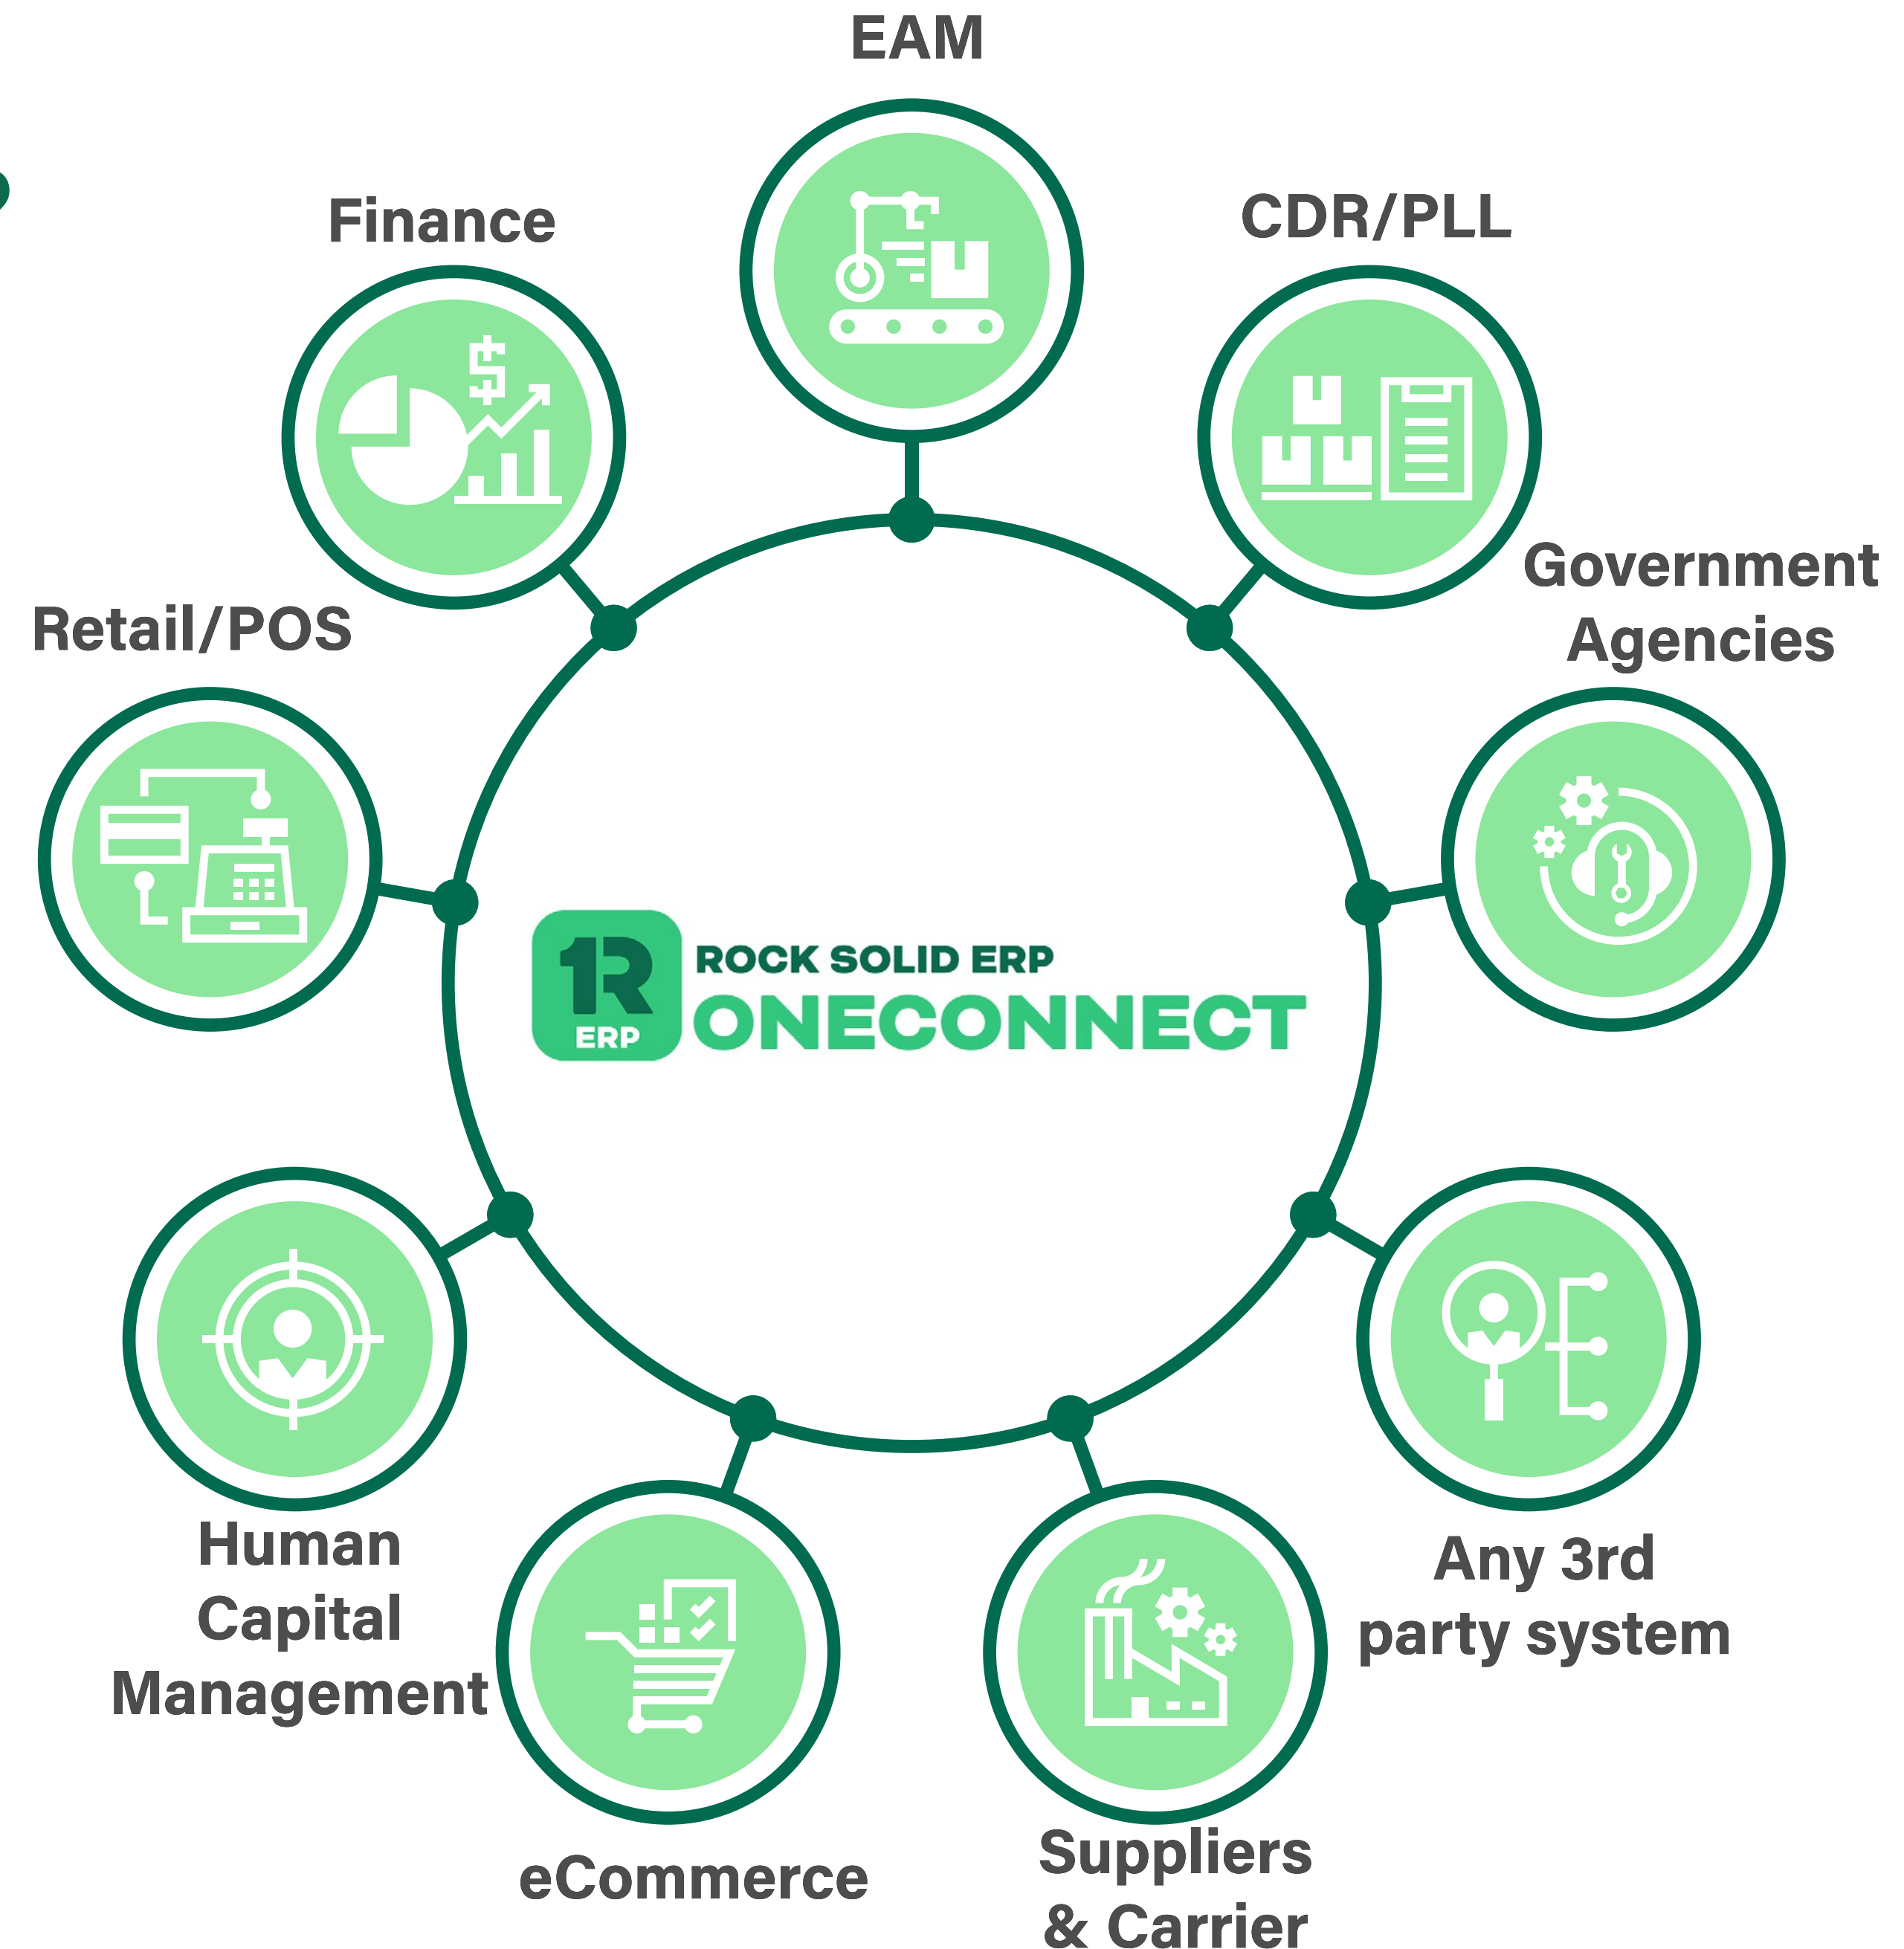 EAM
Finance
CDR/PLL
Government
Agencies
Retail/POS
1R
ERP
ROCK SOLID ERP
ONECONNECT
Human
Capital
Management
Any 3rd
party system
eCommerce
Suppliers
& Carrier
$